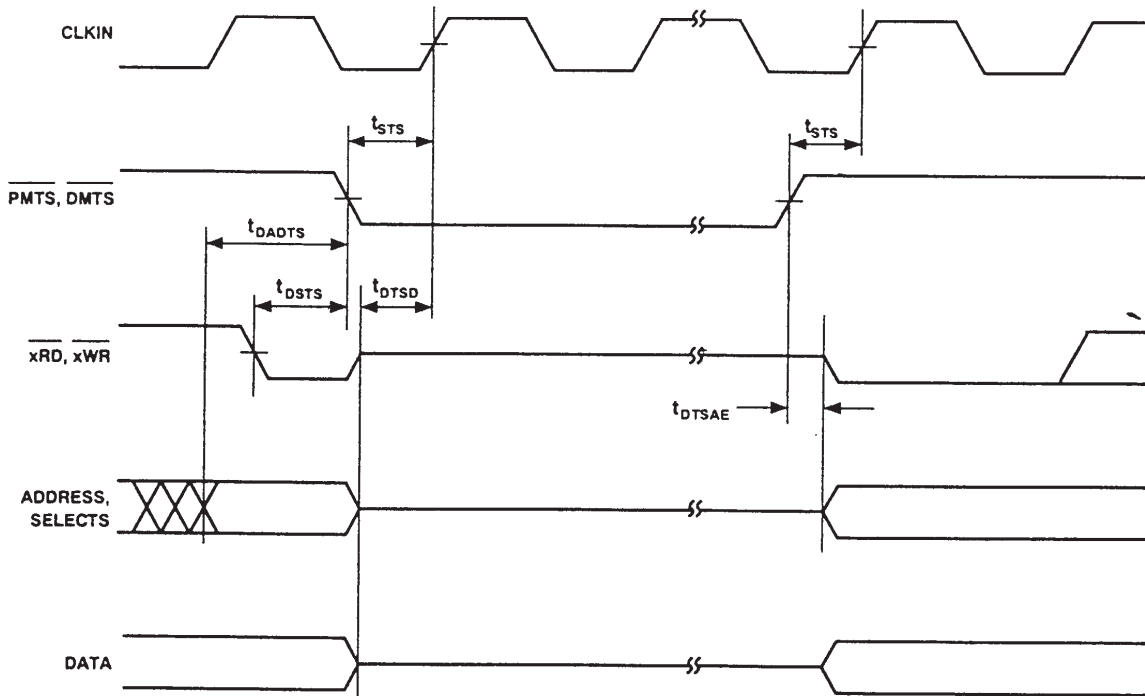 CLKIN
tSTS
tSTS
PMTS, DMTS
tDADTS
tDSTS
tDTSD
xRD, xWR
tDTSAE
ADDRESS,
SELECTS
DATA